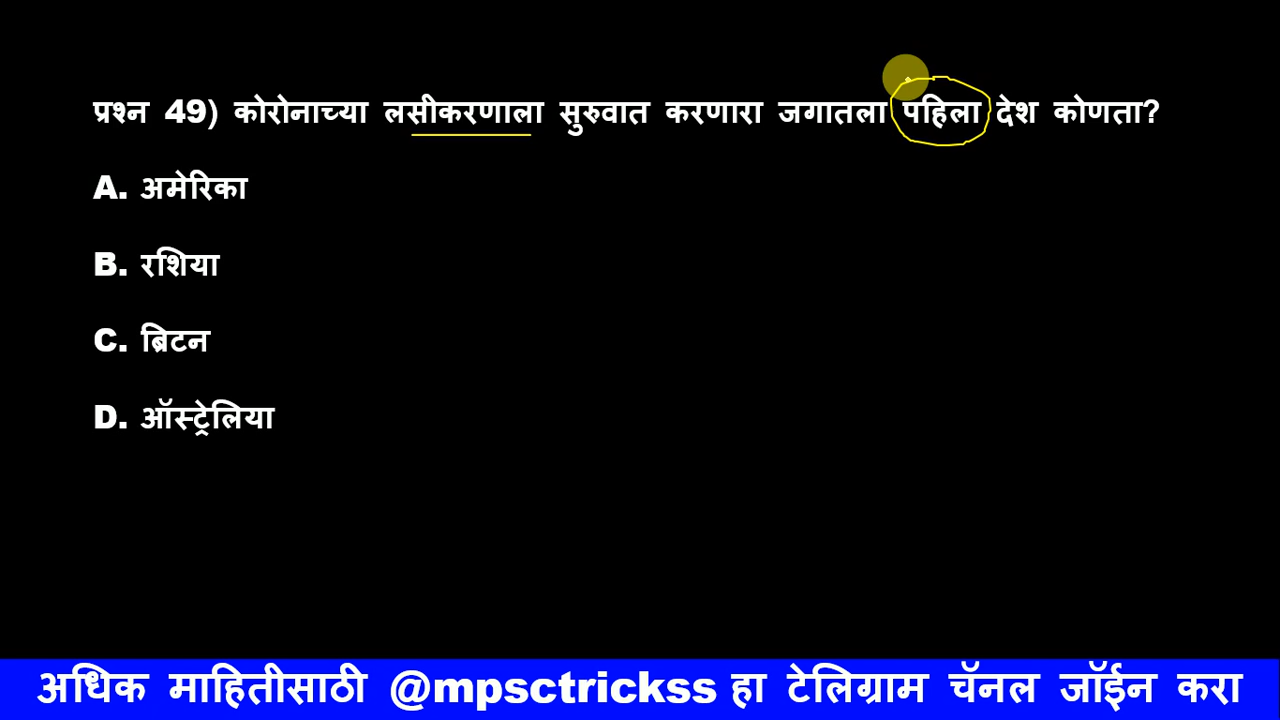 प्रश्न 49) कोरोनाच्या लसीकरणाला सुरुवात करणारा जगातला पहिला देश कोणता?
A. अमेरिका
B. रशिया
C. ब्रिटन
D. ऑस्ट्रेलिया
अधिक माहितीसाठी @mpsctrickss हा टेलिग्राम चॅनल जॉईन करा